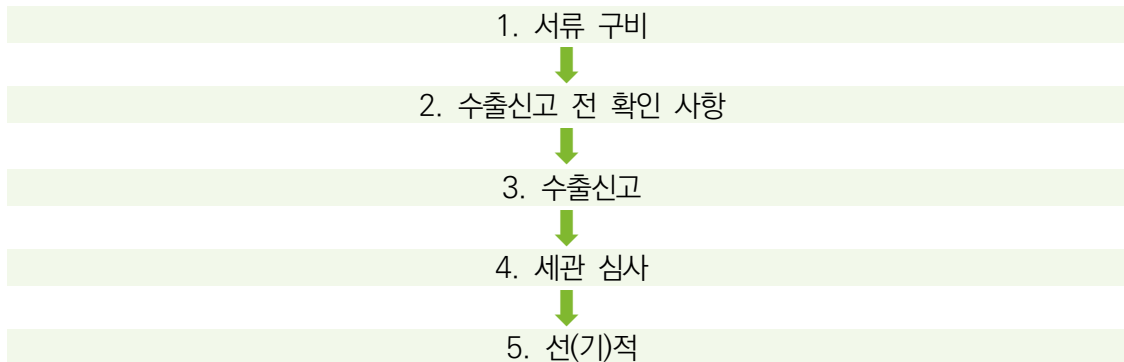 1. 서류 구비
2. 수출신고 전 확인 사항
3. 수출신고
4. 세관 심사
5. 선(기)적